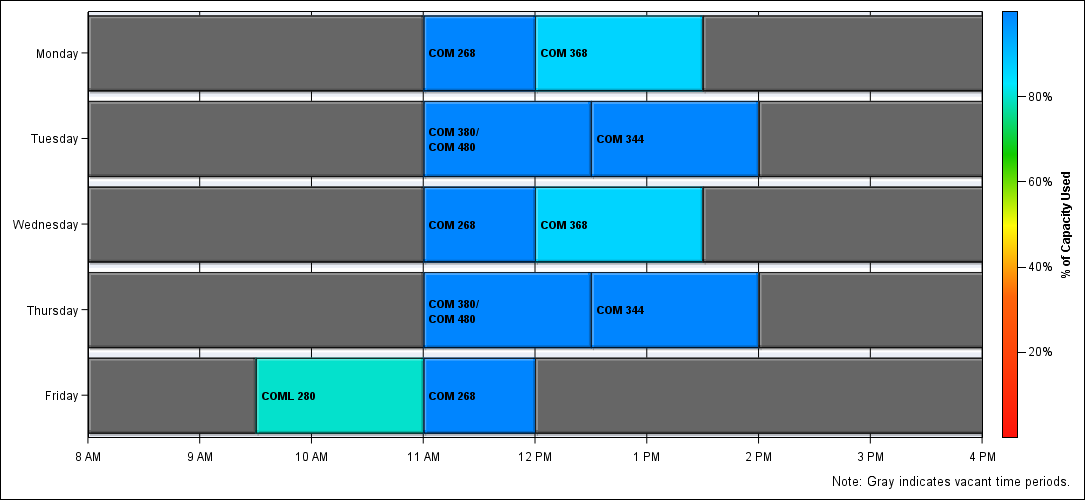 Monday
COM 268
COM 368
Tuesday
COM 380/
COM 480
COM 344
Wednesday
COM 268
COM 368
Thursday
COM 380/
COM 480
COM 344
Friday
COML 280
COM 268
8 AM
9 AM
10 AM
11 AM
12 PM
1 PM
2 PM
3 PM
4 PM
80%
60%
40%
20%
% of Capacity Used
Note: Gray indicates vacant time periods.